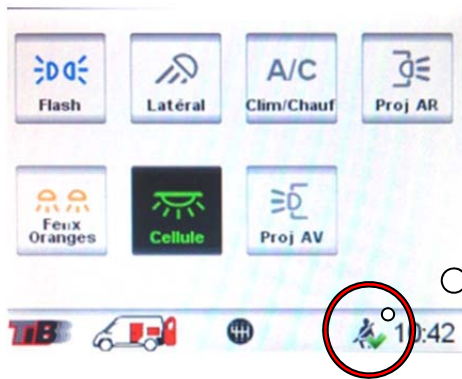 Flash
Latéral
A/C
Clim/Chauf
Proj AR
Feux
Oranges
Cellule
Proj AV
TIB
10:42